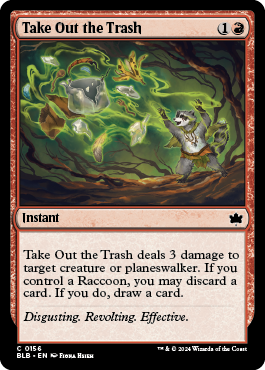 Take Out the Trash 1
Instant
Take Out the Trash deals 3 damage to
target creature or planeswalker. If you
control a Raccoon, you may discard a
card. If you do, draw a card.
Disgusting. Revolting. Effective.
C 0156
BLB • EN Fiona Hsieh
™ & © 2024 Wizards of the Coast